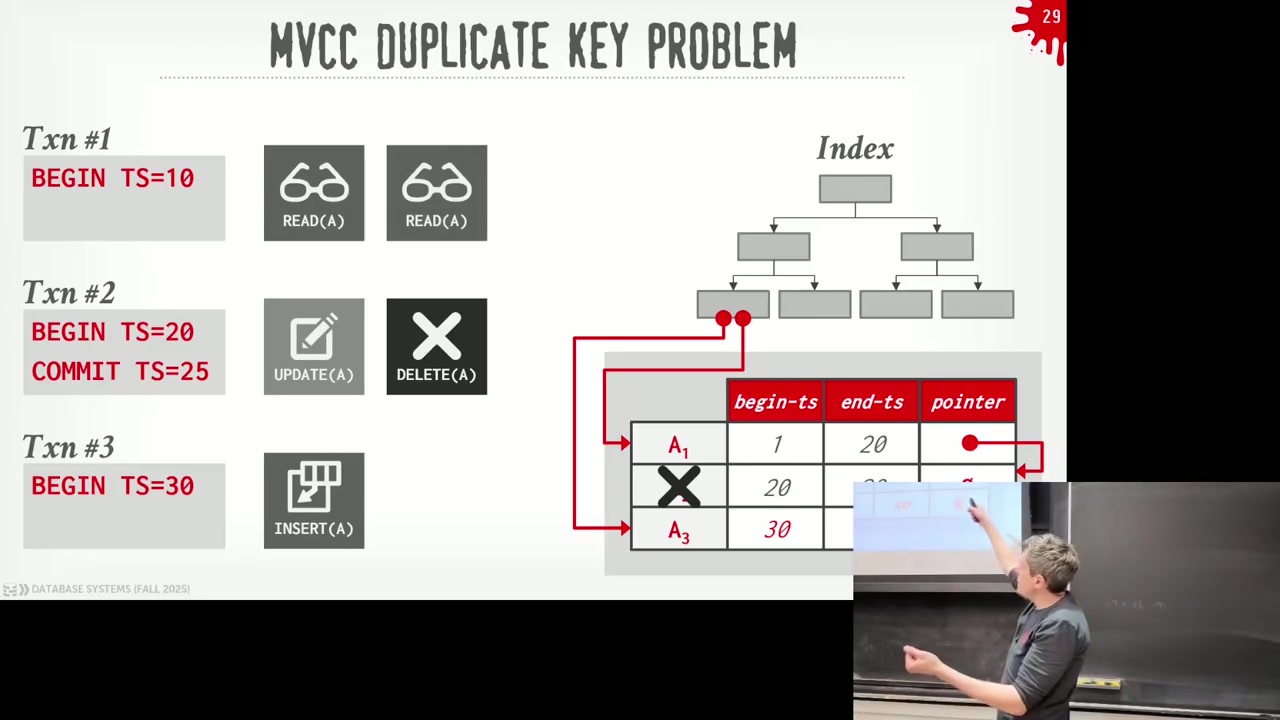 29
MVCC DUPLICATE KEY PROBLEM
Txn #1
BEGIN TS=10
READ(A)
READ(A)
Txn #2
BEGIN TS=20
COMMIT TS=25
UPDATE(A)
DELETE(A)
Txn #3
BEGIN TS=30
INSERT(A)
Index
begin-ts end-ts pointer
A1 1 20
20
A3 30
DATABASE SYSTEMS (FALL 2025)